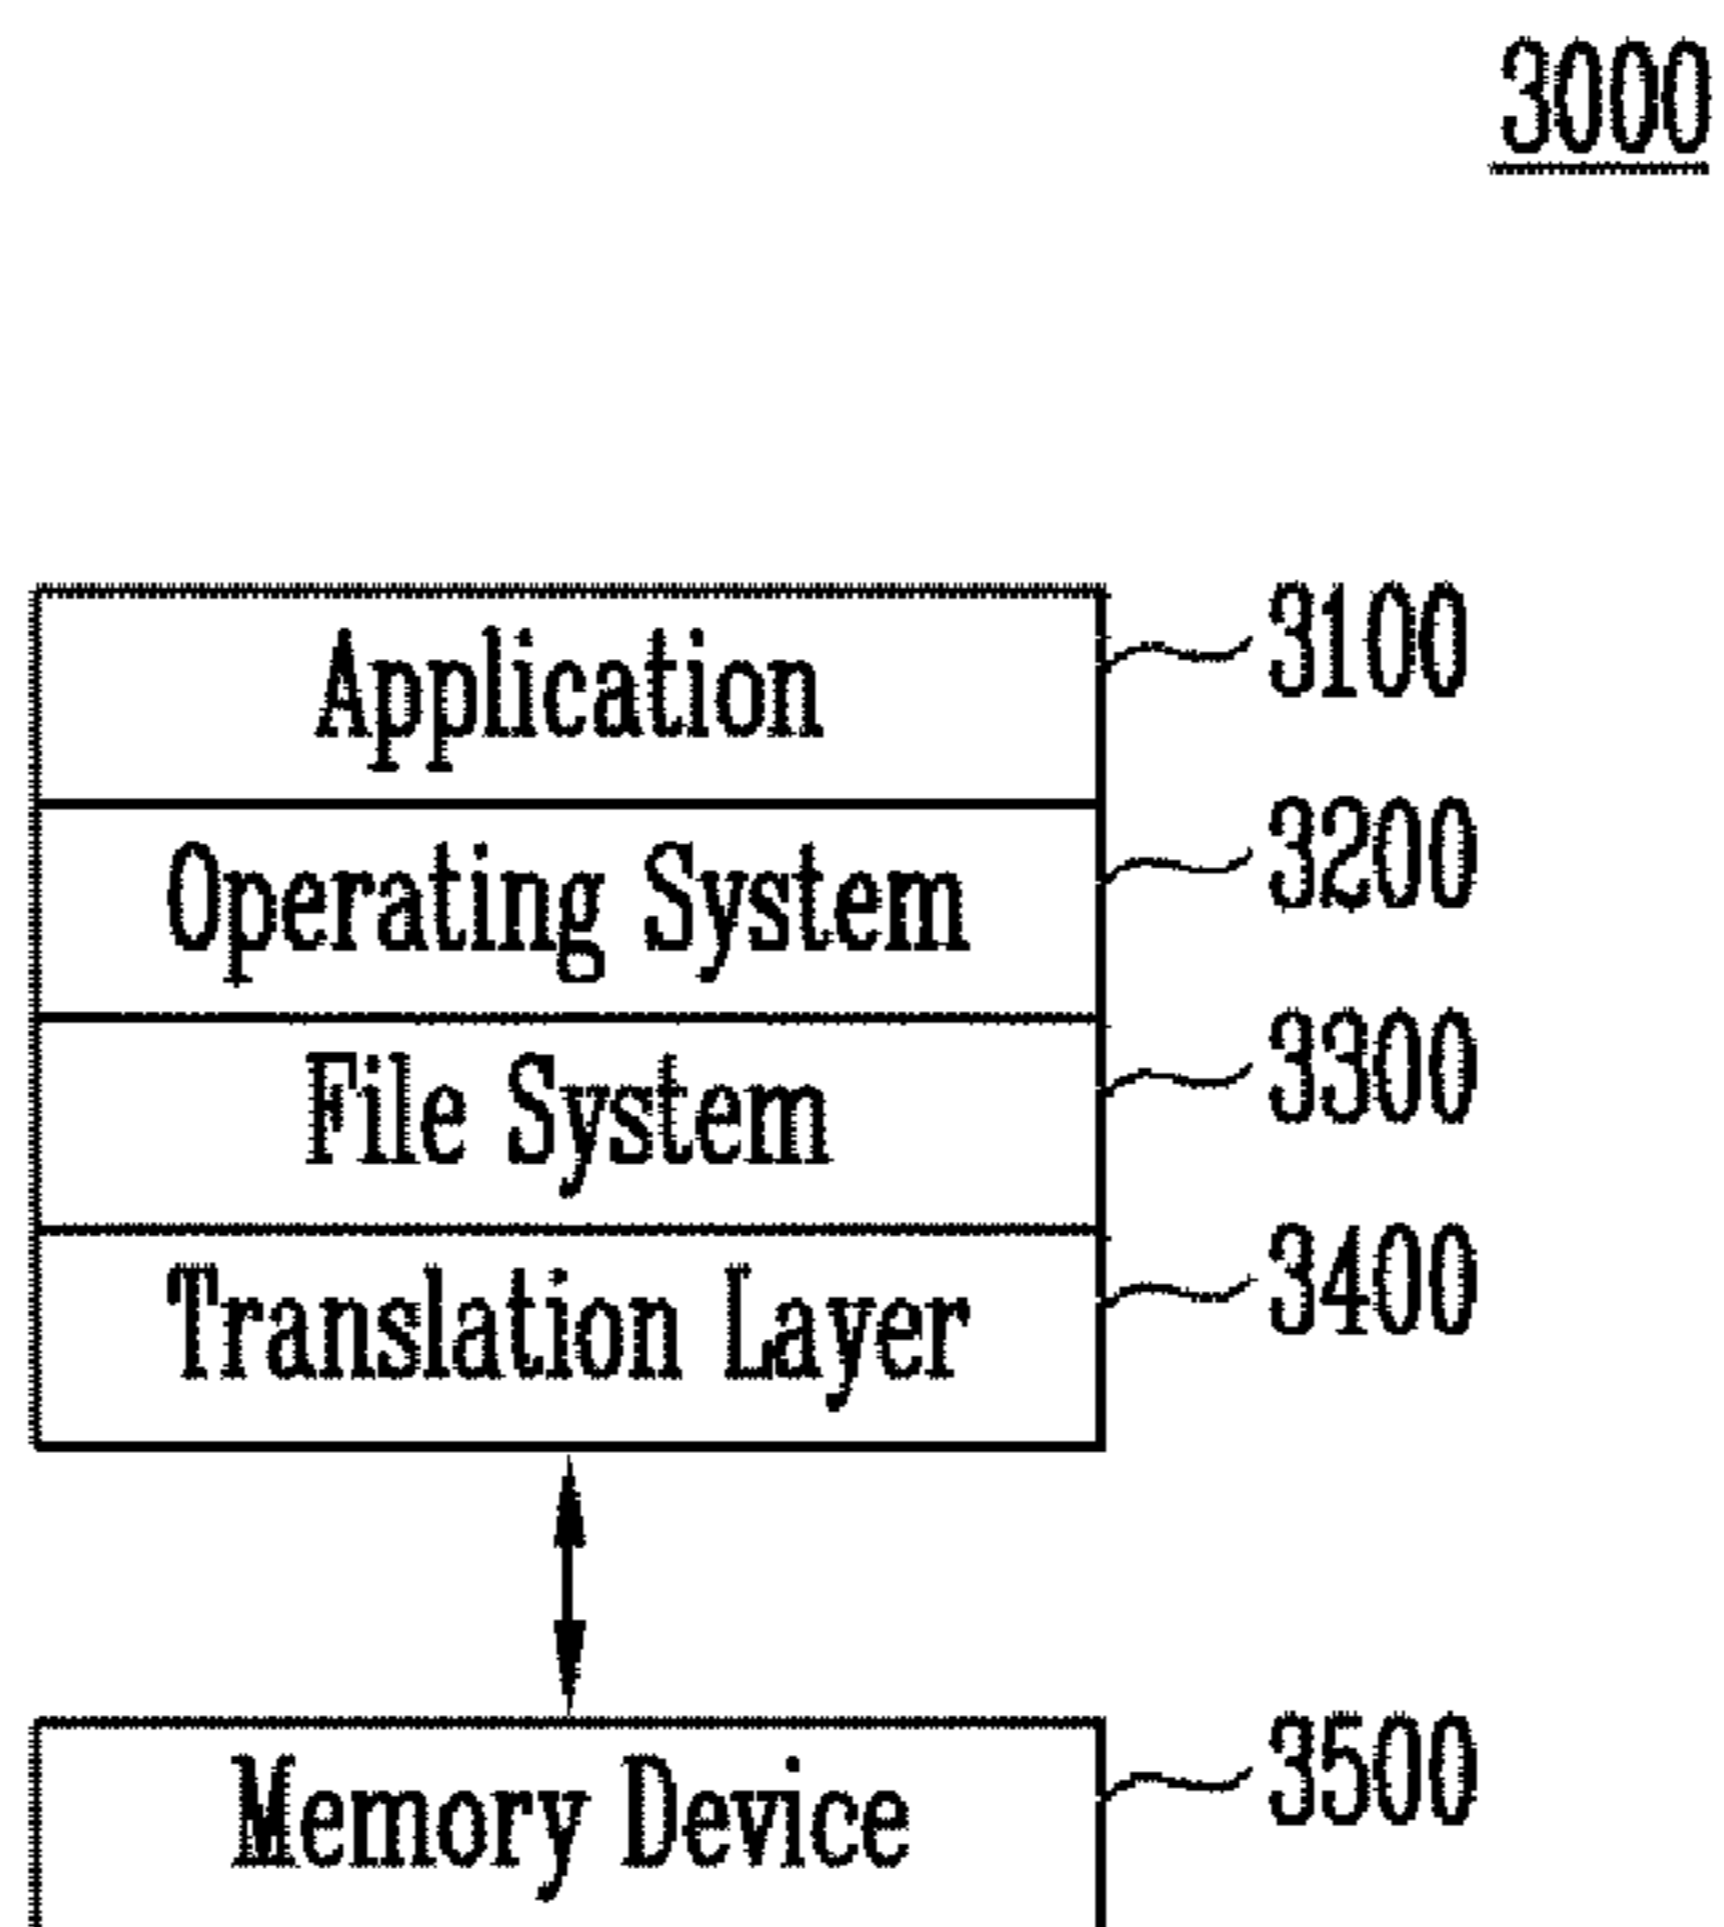 3000
Application 3100
Operating System 3200
File System 3300
Translation Layer 3400
Memory Device 3500